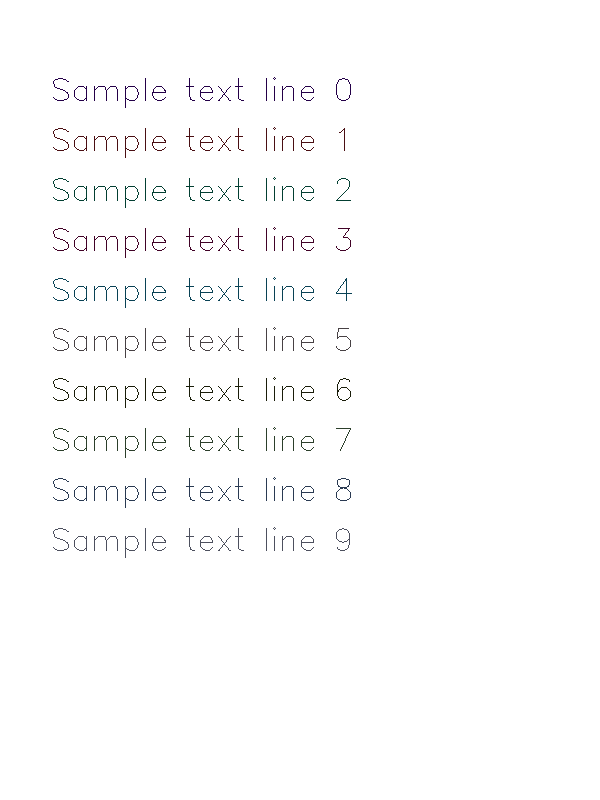 Sample text line 0
Sample text line 1
Sample text line 2
Sample text line 3
Sample text line 4
Sample text line 5
Sample text line 6
Sample text line 7
Sample text line 8
Sample text line 9